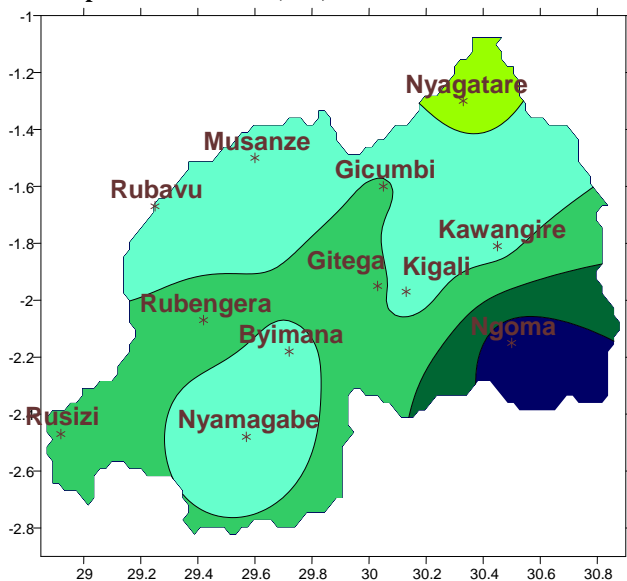 -1
-1.2
Nyagatare
-1.4
Musanze
Gicumbi
-1.6
Rubavu
Kawangire
-1.8
Gitega
Kigali
-2
Rubengera
Ngoma
Byimana
-2.2
-2.4
Rusizi
Nyamagabe
-2.6
-2.8
29 29.2 29.4 29.6 29.8 30 30.2 30.4 30.6 30.8